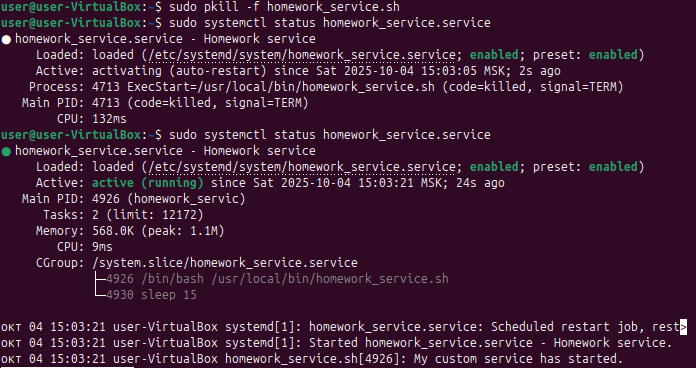 user@user-VirtualBox:~$ sudo pkill -f homework_service.sh
user@user-VirtualBox:~$ sudo systemctl status homework_service.service
● homework_service.service - Homework service
Loaded: loaded (/etc/systemd/system/homework_service.service; enabled; preset: enabled)
Active: activating (auto-restart) since Sat 2025-10-04 15:03:05 MSK; 2s ago
Process: 4713 ExecStart=/usr/local/bin/homework_service.sh (code=killed, signal=TERM)
Main PID: 4713 (code=killed, signal=TERM)
CPU: 132ms
user@user-VirtualBox:~$ sudo systemctl status homework_service.service
● homework_service.service - Homework service
Loaded: loaded (/etc/systemd/system/homework_service.service; enabled; preset: enabled)
Active: active (running) since Sat 2025-10-04 15:03:21 MSK; 24s ago
Main PID: 4926 (homework_servic)
Tasks: 2 (limit: 12172)
Memory: 568.0K (peak: 1.1M)
CPU: 9ms
CGroup: /system.slice/homework_service.service
├─4926 /bin/bash /usr/local/bin/homework_service.sh
└─4930 sleep 15
окт 04 15:03:21 user-VirtualBox systemd[1]: homework_service.service: Scheduled restart job, rest>
окт 04 15:03:21 user-VirtualBox systemd[1]: Started homework_service.service - Homework service.
окт 04 15:03:21 user-VirtualBox homework_service.sh[4926]: My custom service has started.